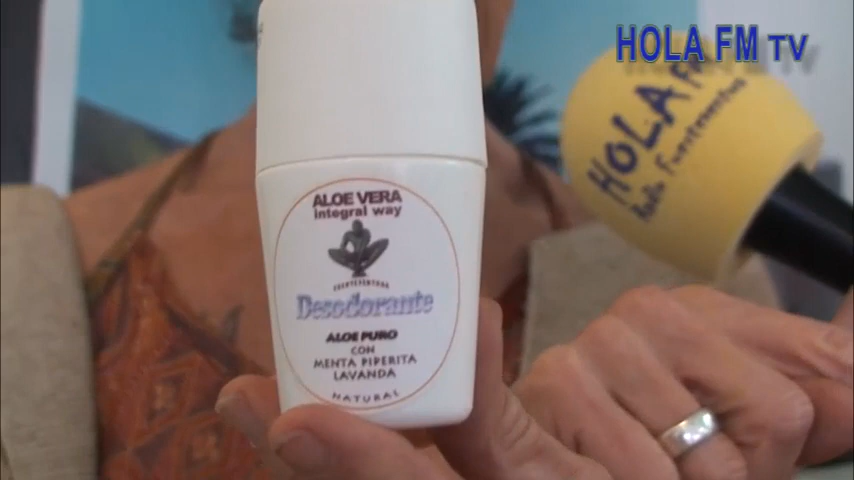 HOLA FM TV
HOLA FM
Radio Fuerteventura
ALOE VERA
integral way
FUERTEVENTURA
Desodorante
ALOE PURO
CON
MENTA PIPERITA
LAVANDA
NATURAL